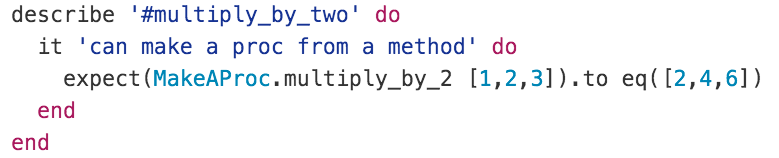 describe '#multiply_by_two' do
  it 'can make a proc from a method' do
    expect(MakeAProc.multiply_by_2 [1,2,3]).to eq([2,4,6])
  end
end